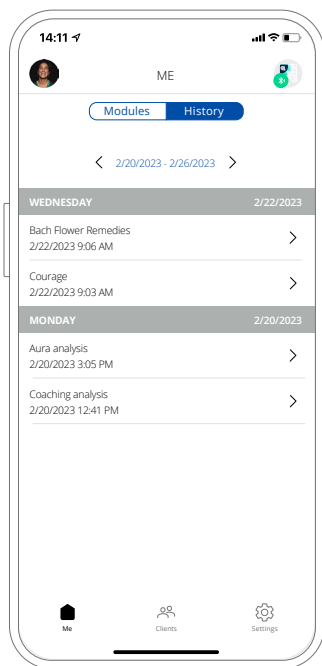 14:11
ME
Modules History
2/20/2023 - 2/26/2023
WEDNESDAY 2/22/2023
Bach Flower Remedies
2/22/2023 9:06 AM
Courage
2/22/2023 9:03 AM
MONDAY 2/20/2023
Aura analysis
2/20/2023 3:05 PM
Coaching analysis
2/20/2023 12:41 PM
Me Clients Settings